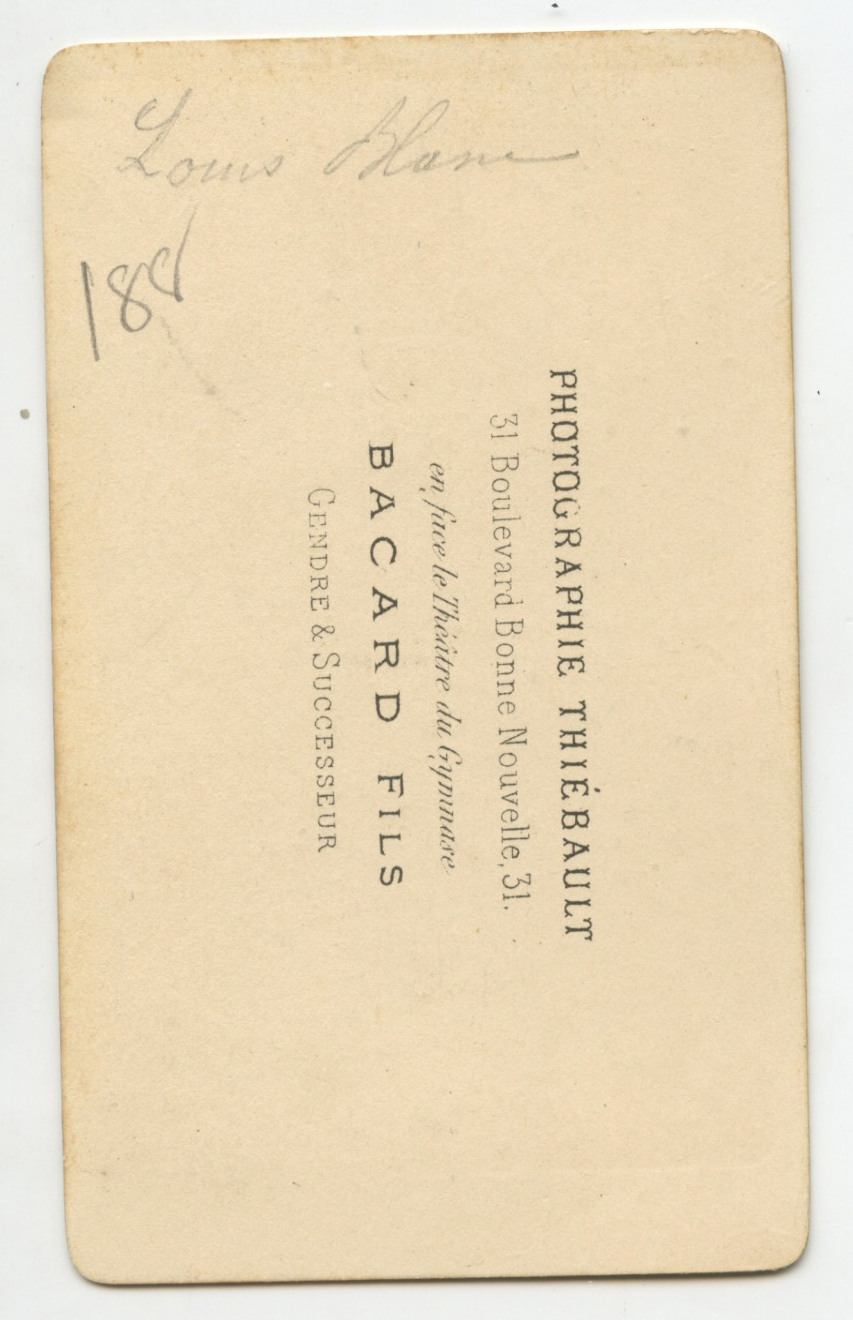 Louis Blanc
188
PHOTOGRAPHIE THIÉBAULT
31 Boulevard Bonne Nouvelle, 31.
en face le Théâtre du Gymnase
BACARD FILS
GENDRE & SUCCESSEUR